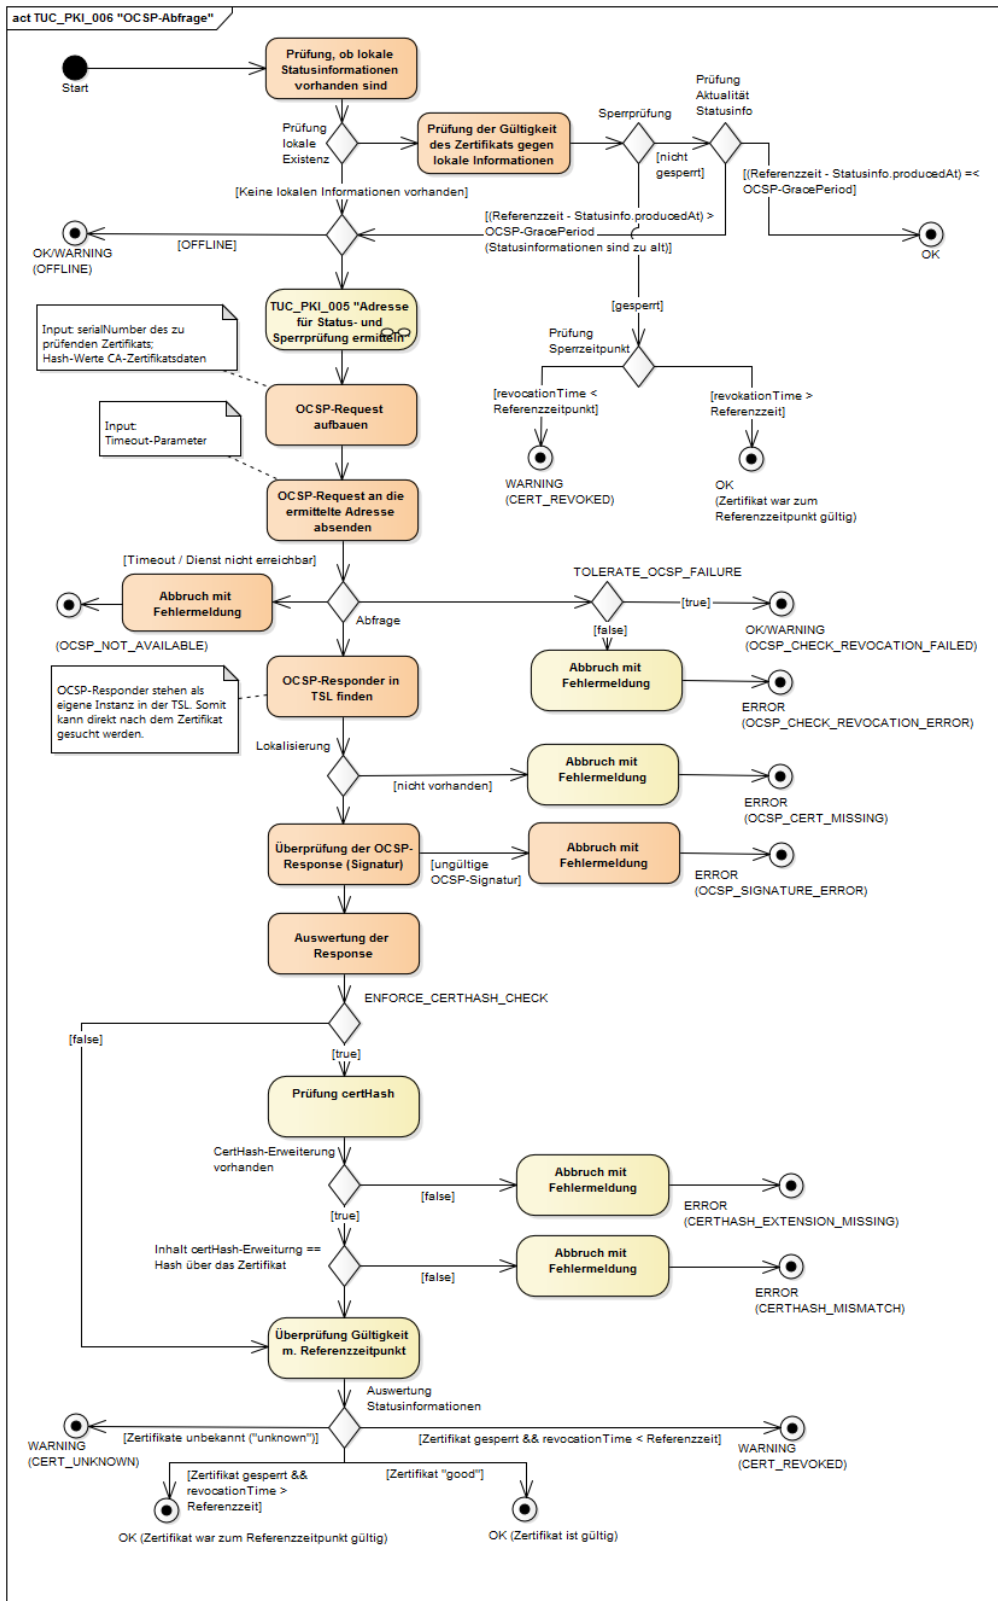 act TUC_PKI_006 "OCSP-Abfrage"
Start
Prüfung, ob lokale
Statusinformationen
vorhanden sind
Prüfung
lokale
Existenz
Prüfung der Gültigkeit
des Zertifikats gegen
lokale Informationen
Sperrprüfung
Prüfung
Aktualität
Statusinfo
[nicht
gesperrt]
[(Referenzzeit - Statusinfo.producedAt) =<
OCSP-GracePeriod]
OK
[Keine lokalen Informationen vorhanden]
[(Referenzzeit - Statusinfo.producedAt) >
OCSP-GracePeriod
(Statusinformationen sind zu alt)]
[OFFLINE]
OK/WARNING
(OFFLINE)
[gesperrt]
TUC_PKI_005 "Adresse
für Status- und
Sperrprüfung ermitteln"
Input: serialNumber des zu
prüfenden Zertifikats;
Hash-Werte CA-Zertifikatsdaten
Prüfung
Sperrzeitpunkt
[revocationTime <
Referenzzeitpunkt]
[revokationTime >
Referenzzeit]
WARNING
(CERT_REVOKED)
OK
(Zertifikat war zum
Referenzzeitpunkt gültig)
OCSP-Request
aufbauen
Input:
Timeout-Parameter
OCSP-Request an die
ermittelte Adresse
absenden
[Timeout / Dienst nicht erreichbar]
Abbruch mit
Fehlermeldung
(OCSP_NOT_AVAILABLE)
Abfrage
TOLERATE_OCSP_FAILURE
[true]
OK/WARNING
(OCSP_CHECK_REVOCATION_FAILED)
[false]
Abbruch mit
Fehlermeldung
ERROR
(OCSP_CHECK_REVOCATION_ERROR)
OCSP-Responder in
TSL finden
OCSP-Responder stehen als
eigene Instanz in der TSL. Somit
kann direkt nach dem Zertifikat
gesucht werden.
Lokalisierung
[nicht vorhanden]
Abbruch mit
Fehlermeldung
ERROR
(OCSP_CERT_MISSING)
Überprüfung der OCSP-
Response (Signatur)
[ungültige
OCSP-Signatur]
Abbruch mit
Fehlermeldung
ERROR
(OCSP_SIGNATURE_ERROR)
Auswertung der
Response
ENFORCE_CERTHASH_CHECK
[false]
[true]
Prüfung certHash
CertHash-Erweiterung
vorhanden
[false]
Abbruch mit
Fehlermeldung
ERROR
(CERTHASH_EXTENSION_MISSING)
[true]
Inhalt certHash-Erweiturng ==
Hash über das Zertifikat
[false]
Abbruch mit
Fehlermeldung
ERROR
(CERTHASH_MISMATCH)
Überprüfung Gültigkeit
m. Referenzzeitpunkt
Auswertung
Statusinformationen
[Zertifikate unbekannt ("unknown")]
WARNING
(CERT_UNKNOWN)
[Zertifikat gesperrt && revocationTime < Referenzzeit]
WARNING
(CERT_REVOKED)
[Zertifikat gesperrt &&
revocationTime >
Referenzzeit]
[Zertifikat "good"]
OK (Zertifikat war zum Referenzzeitpunkt gültig)
OK (Zertifikat ist gültig)